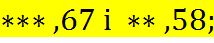 *** ,67 i ** ,58;